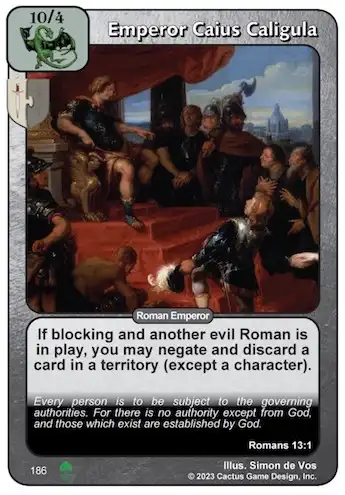 10/4
Emperor Caius Caligula
Roman Emperor
If blocking and another evil Roman is
in play, you may negate and discard a
card in a territory (except a character).
Every person is to be subject to the governing
authorities. For there is no authority except from God,
and those which exist are established by God.
Romans 13:1
186
Illus. Simon de Vos
© 2023 Cactus Game Design, Inc.